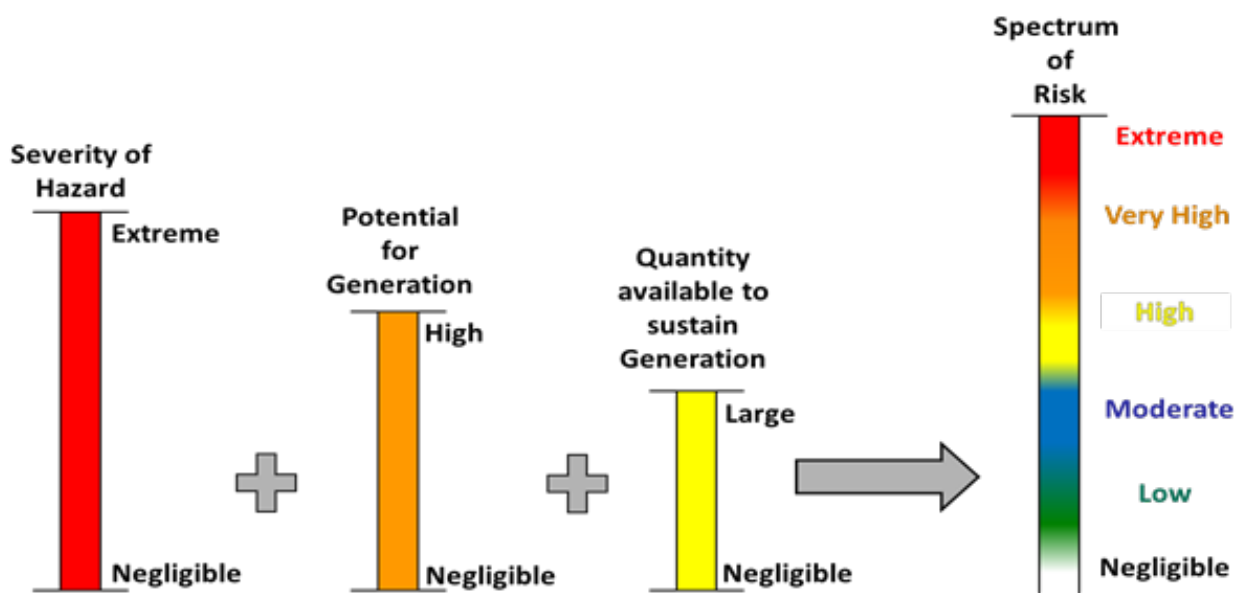 Severity of
Hazard
Extreme
Negligible
Potential
for
Generation
High
Negligible
Quantity
available to
sustain
Generation
Large
Negligible
Spectrum
of
Risk
Extreme
Very High
High
Moderate
Low
Negligible